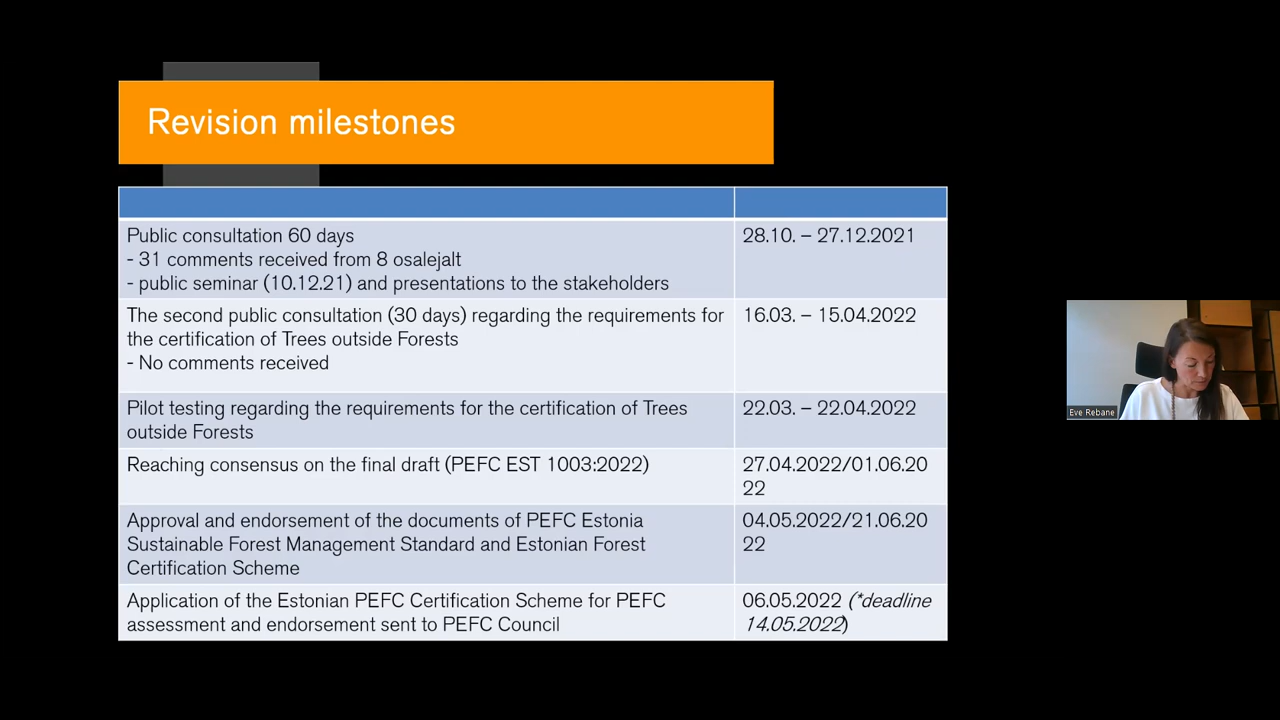 Revision milestones
Public consultation 60 days
28.10. – 27.12.2021
- 31 comments received from 8 osalejalt
- public seminar (10.12.21) and presentations to the stakeholders
The second public consultation (30 days) regarding the requirements for
16.03. – 15.04.2022
the certification of Trees outside Forests
- No comments received
Pilot testing regarding the requirements for the certification of Trees
22.03. – 22.04.2022
outside Forests
Reaching consensus on the final draft (PEFC EST 1003:2022)
27.04.2022/01.06.20
22
Approval and endorsement of the documents of PEFC Estonia
04.05.2022/21.06.20
Sustainable Forest Management Standard and Estonian Forest
22
Certification Scheme
Application of the Estonian PEFC Certification Scheme for PEFC
06.05.2022 (*deadline
assessment and endorsement sent to PEFC Council
14.05.2022)
Eve Rebane